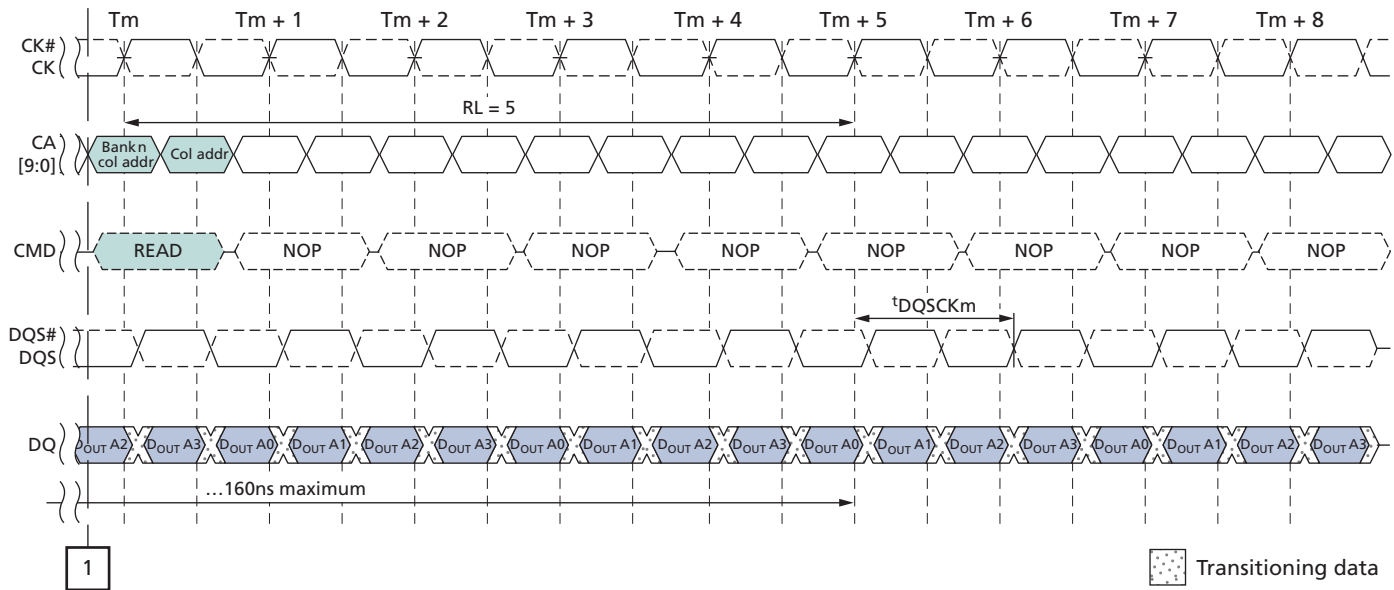 Tm Tm + 1 Tm + 2 Tm + 3 Tm + 4 Tm + 5 Tm + 6 Tm + 7 Tm + 8
CK#
CK
RL = 5
CA
[9:0]
Bank n
col addr
Col addr
CMD READ NOP NOP NOP NOP NOP NOP NOP NOP
tDQSCKm
DQS#
DQS
DQ DOUT A2 DOUT A3 DOUT A0 DOUT A1 DOUT A2 DOUT A3 DOUT A0 DOUT A1 DOUT A2 DOUT A3 DOUT A0 DOUT A1 DOUT A2 DOUT A3 DOUT A0 DOUT A1 DOUT A2 DOUT A3
...160ns maximum
1
Transitioning data